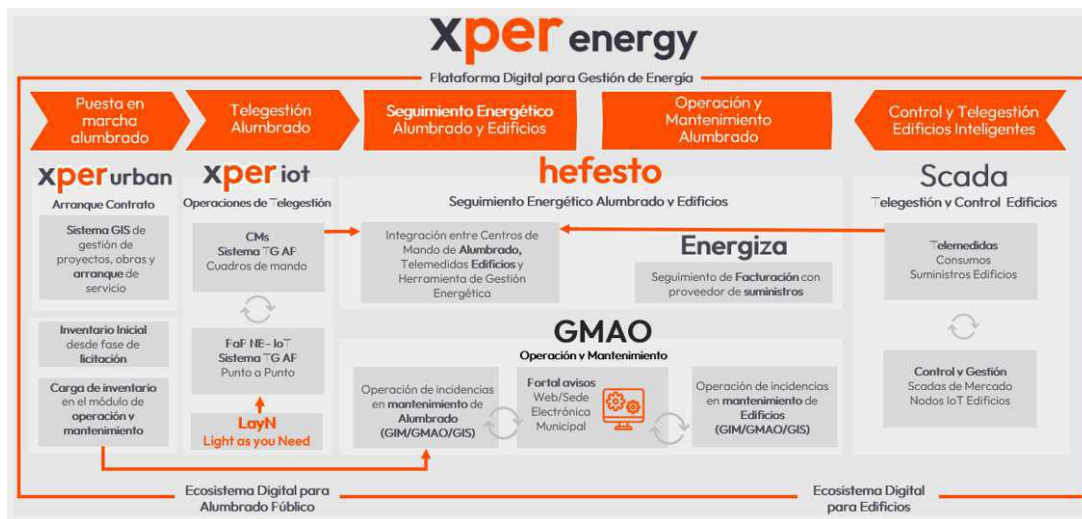 xper energy
Plataforma Digital para Gestión de Energía
Puesta en
marcha
alumbrado
Telegestión
Alumbrado
Seguimiento Energético
Alumbrado y Edificios
Operación y
Mantenimiento
Alumbrado
Control y Telegestión
Edificios Inteligentes
xper urban
Arranque Contrato
Sistema GIS de
gestión de
proyectos, obras y
arranque de
servicio
Inventario Inicial
desde fase de
licitación
Carga de inventario
en el módulo de
operación y
mantenimiento
xper iot
Operaciones de Telegestión
CMs
Sistema TG AP
Cuadros de mando
PaP NB-IoT
Sistema TG AP
Punto a Punto
LayN
Light as you Need
hefesto
Seguimiento Energético Alumbrado y Edificios
Integración entre Centros de
Mando de Alumbrado,
Telemedidas Edificios y
Herramienta de Gestión
Energética
Energiza
Seguimiento de Facturación con
proveedor de suministros
GMAO
Operación y Mantenimiento
Operación de incidencias
en mantenimiento de
Alumbrado
(GIM/GMAO/GIS)
Portal avisos
Web/Sede
Electrónica
Municipal
Operación de incidencias
en mantenimiento de
Edificios
(GIM/GMAO/GIS)
Scada
Telegestión y Control Edificios
Telemedidas
Consumos
Suministros Edificios
Control y Gestión
Scadas de Mercado
Nodos IoT Edificios
Ecosistema Digital para
Alumbrado Público
Ecosistema Digital
para Edificios